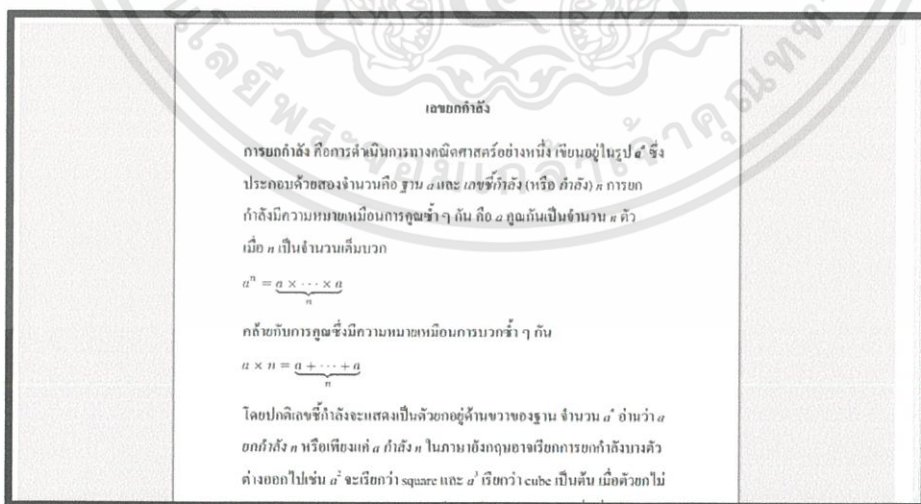 เลขยกกำลัง
การยกกำลัง คือการดำเนินการทางคณิตศาสตร์อย่างหนึ่ง เขียนอยู่ในรูป aⁿ ซึ่ง
ประกอบด้วยสองจำนวนคือ ฐาน a และ เลขชี้กำลัง (หรือ กำลัง) n การยก
กำลังมีความหมายเหมือนการคูณซ้ำ ๆ กัน คือ a คูณกันเป็นจำนวน n ตัว
เมื่อ n เป็นจำนวนเต็มบวก
aⁿ = a × ··· × a
n
คล้ายกับการคูณซึ่งมีความหมายเหมือนการบวกซ้ำ ๆ กัน
a × n = a + ··· + a
n
โดยปกติเลขชี้กำลังจะแสดงเป็นตัวยกอยู่ด้านขวาของฐาน จำนวน aⁿ อ่านว่า a
ยกกำลัง n หรือเพียงแค่ a กำลัง n ในภาษาอังกฤษอาจเรียกการยกกำลังบางตัว
ต่างออกไปเช่น a² จะเรียกว่า square และ a³ เรียกว่า cube เป็นต้น เมื่อตัวยกไม่